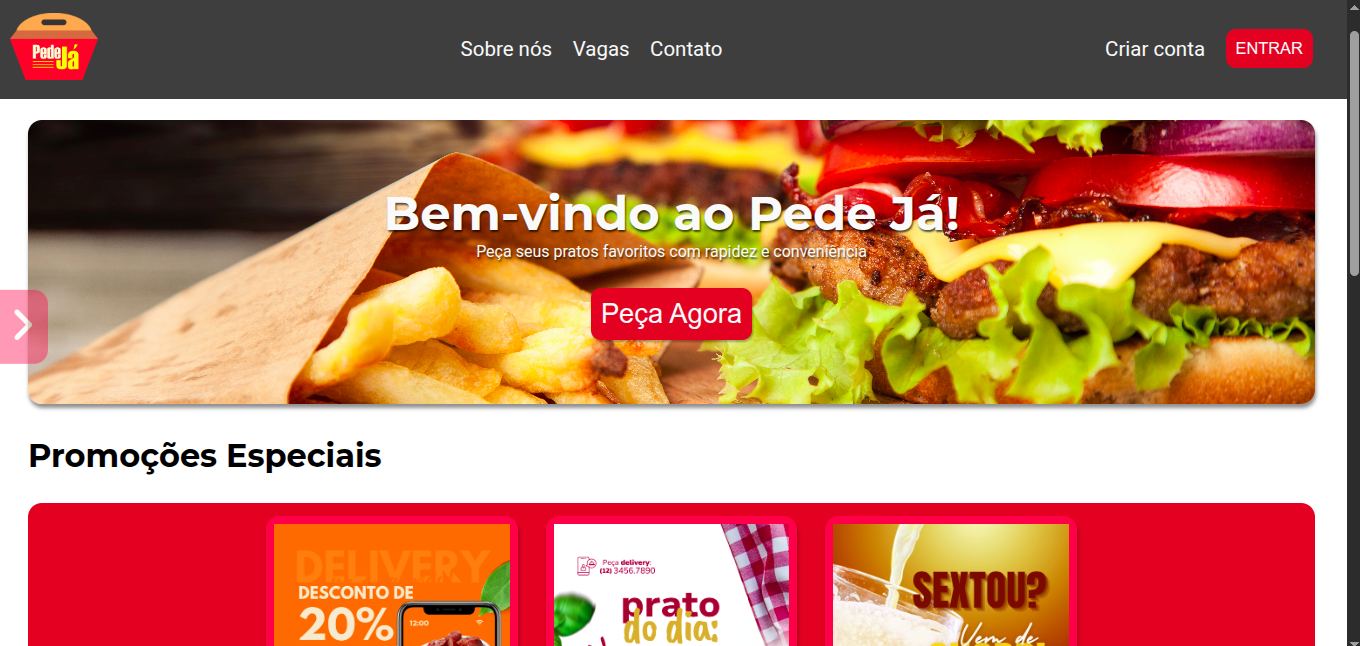 Pede
Já
Sobre nós Vagas Contato
Criar conta ENTRAR
Bem-vindo ao Pede Já!
Peça seus pratos favoritos com rapidez e conveniência
Peça Agora
Promoções Especiais
DELIVERY
DESCONTO DE
20%
12:00
Peça delivery:
(12) 3456.7890
prato
do dia:
SEXTOU?
Vem de